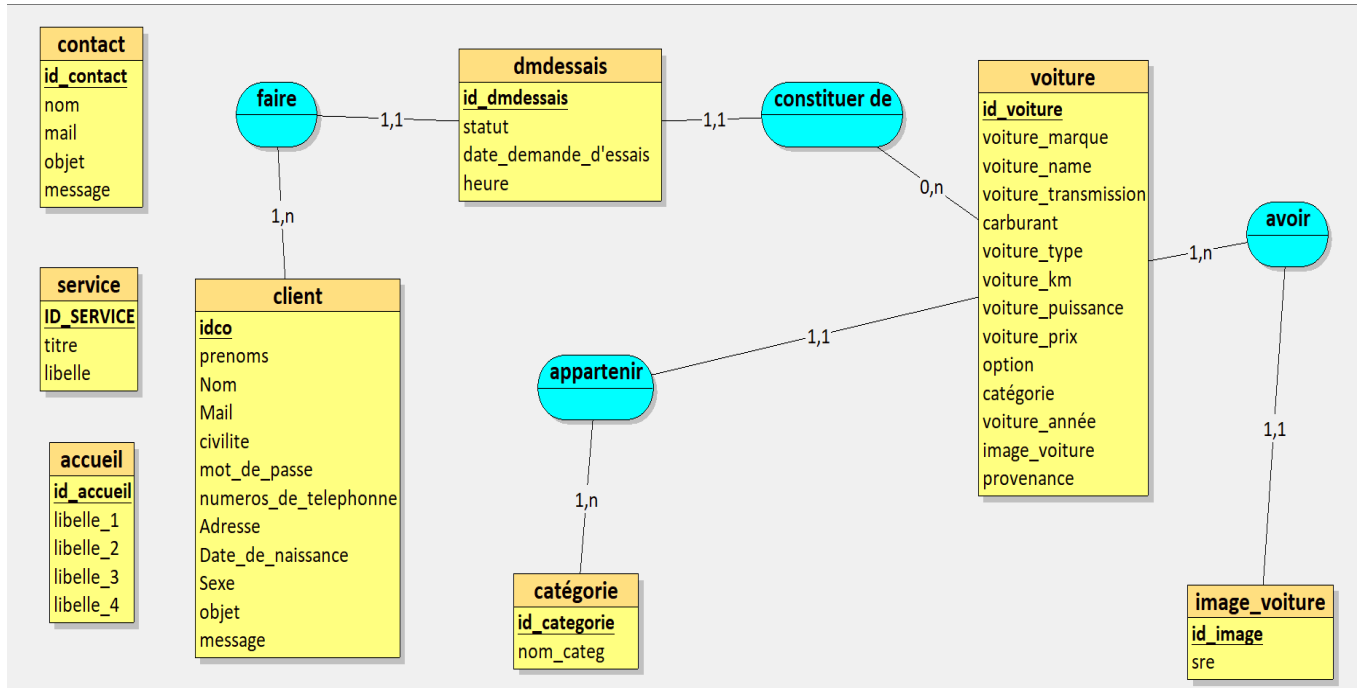 contact
id_contact
nom
mail
objet
message
service
ID_SERVICE
titre
libelle
accueil
id_accueil
libelle_1
libelle_2
libelle_3
libelle_4
faire
1,1
1,n
client
idco
prenoms
Nom
Mail
civilite
mot_de_passe
numeros_de_telephonne
Adresse
Date_de_naissance
Sexe
objet
message
dmdessais
id_dmdessais
statut
date_demande_d'essais
heure
1,1
constituer de
0,n
appartenir
1,1
1,n
catégorie
id_categorie
nom_categ
voiture
id_voiture
voiture_marque
voiture_name
voiture_transmission
carburant
voiture_type
voiture_km
voiture_puissance
voiture_prix
option
catégorie
voiture_année
image_voiture
provenance
1,n
avoir
1,1
image_voiture
id_image
sre